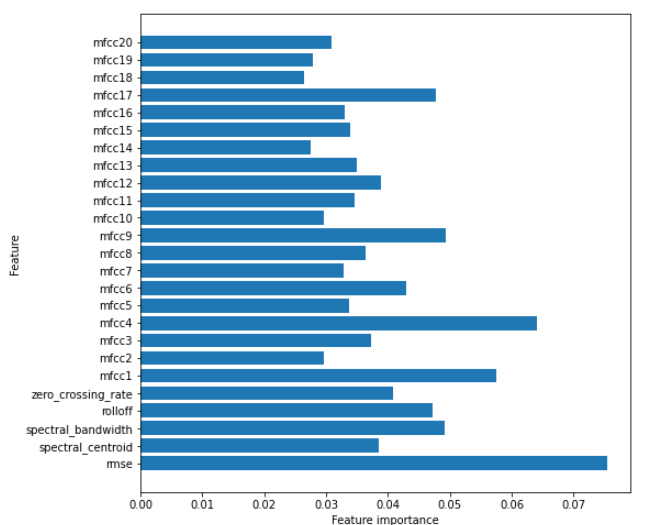 mfcc20
mfcc19
mfcc18
mfcc17
mfcc16
mfcc15
mfcc14
mfcc13
mfcc12
mfcc11
mfcc10
mfcc9
mfcc8
mfcc7
mfcc6
mfcc5
mfcc4
mfcc3
mfcc2
mfcc1
zero_crossing_rate
rolloff
spectral_bandwidth
spectral_centroid
rmse
Feature
0.00 0.01 0.02 0.03 0.04 0.05 0.06 0.07
Feature importance